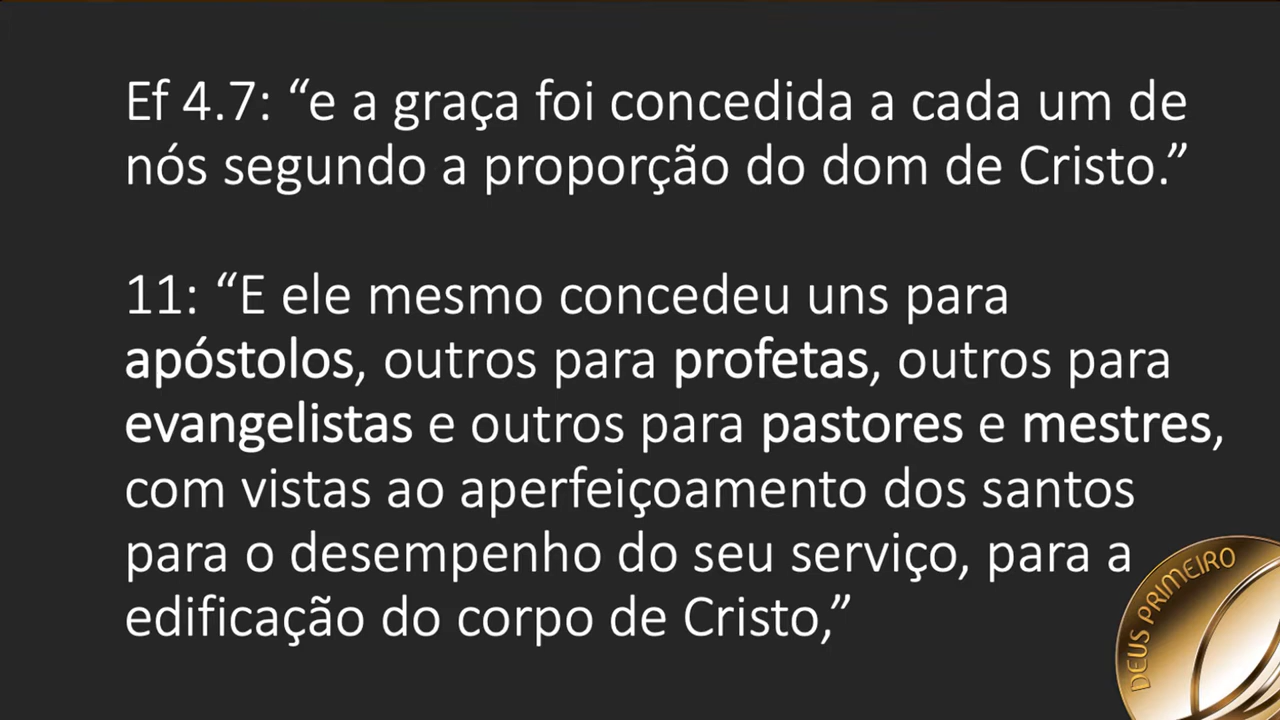 Ef 4.7: “e a graça foi concedida a cada um de
nós segundo a proporção do dom de Cristo.”
11: “E ele mesmo concedeu uns para
apóstolos, outros para profetas, outros para
evangelistas e outros para pastores e mestres,
com vistas ao aperfeiçoamento dos santos
para o desempenho do seu serviço, para a
edificação do corpo de Cristo,”
DEUS PRIMEIRO